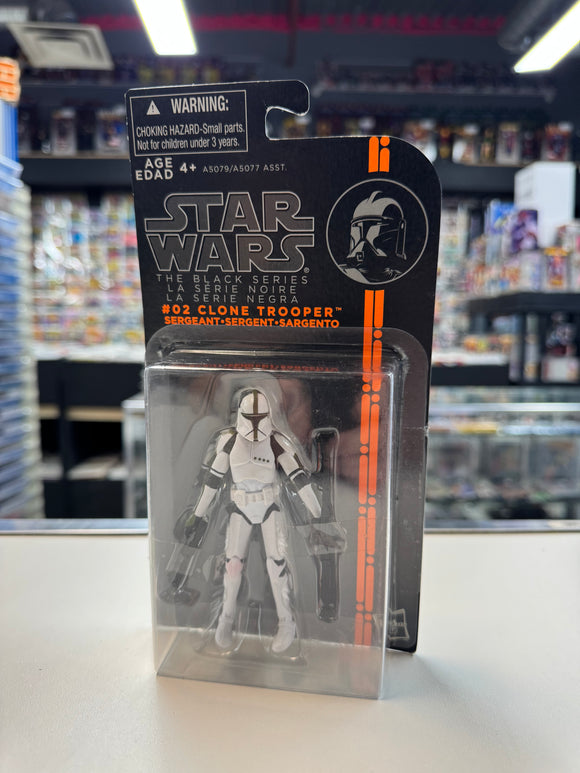 WARNING:
CHOKING HAZARD-Small parts.
Not for children under 3 years.
AGE
EDAD 4+ A5079/A5077 ASST.
STAR
WARS®
THE BLACK SERIES
LA SÉRIE NOIRE
LA SERIE NEGRA
#02 CLONE TROOPER™
SERGEANT•SERGENT•SARGENTO